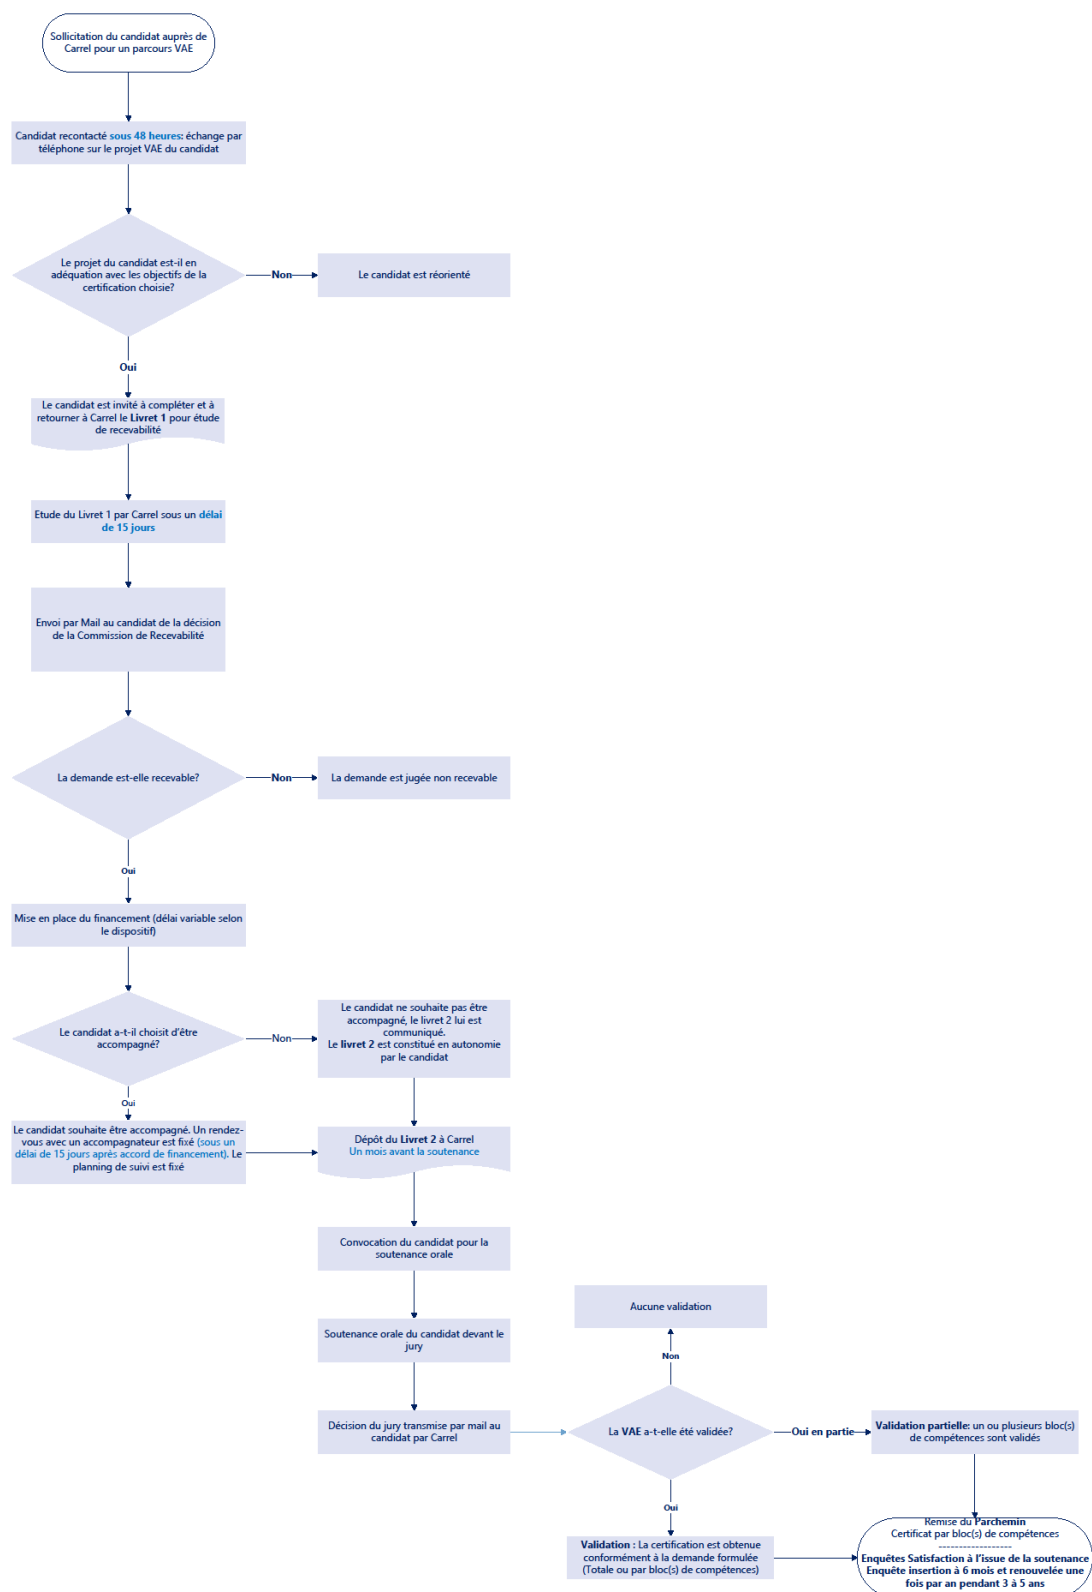 Sollicitation du candidat auprès de
Carrel pour un parcours VAE
Candidat recontacté sous 48 heures: échange par
téléphone sur le projet VAE du candidat
Le projet du candidat est-il en
adéquation avec les objectifs de la
certification choisie?
Non
Le candidat est réorienté
Oui
Le candidat est invité à compléter et à
retourner à Carrel le Livret 1 pour étude
de recevabilité
Etude du Livret 1 par Carrel sous un délai
de 15 jours
Envoi par Mail au candidat de la décision
de la Commission de Recevabilité
La demande est-elle recevable?
Non
La demande est jugée non recevable
Oui
Mise en place du financement (délai variable selon
le dispositif)
Le candidat a-t-il choisit d'être
accompagné?
Non
Le candidat ne souhaite pas être
accompagné, le livret 2 lui est
communiqué.
Le livret 2 est constitué en autonomie
par le candidat
Oui
Le candidat souhaite être accompagné. Un rendez-
vous avec un accompagnateur est fixé (sous un
délai de 15 jours après accord de financement). Le
planning de suivi est fixé
Dépôt du Livret 2 à Carrel
Un mois avant la soutenance
Convocation du candidat pour la
soutenance orale
Soutenance orale du candidat devant le
jury
Décision du jury transmise par mail au
candidat par Carrel
La VAE a-t-elle été validée?
Non
Aucune validation
Oui en partie
Validation partielle: un ou plusieurs bloc(s)
de compétences sont validés
Oui
Validation : La certification est obtenue
conformément à la demande formulée
(Totale ou par bloc(s) de compétences)
Remise du Parchemin
Certificat par bloc(s) de compétences
------------------
Enquêtes Satisfaction à l'issue de la soutenance
Enquête insertion à 6 mois et renouvelée une
fois par an pendant 3 à 5 ans